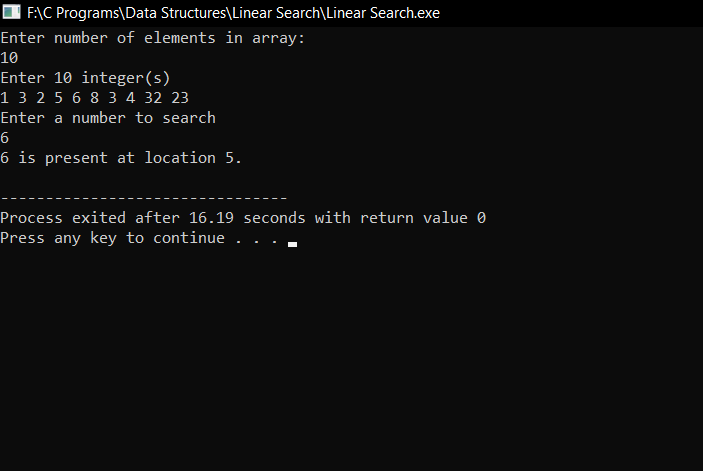 F:\C Programs\Data Structures\Linear Search\Linear Search.exe
Enter number of elements in array:
10
Enter 10 integer(s)
1 3 2 5 6 8 3 4 32 23
Enter a number to search
6
6 is present at location 5.
--------------------------------
Process exited after 16.19 seconds with return value 0
Press any key to continue . . .